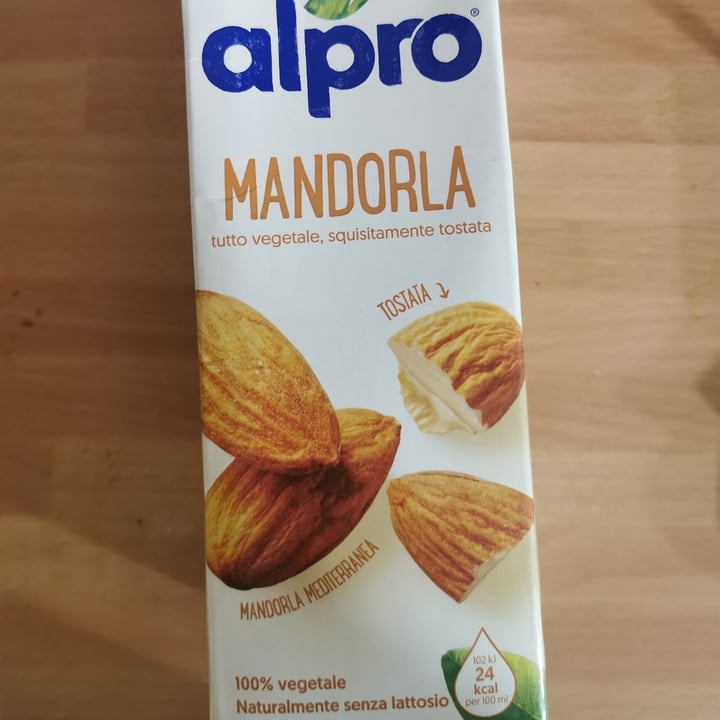 alpro®
MANDORLA
tutto vegetale, squisitamente tostata
TOSTATA
MANDORLA MEDITERRANEA
100% vegetale
Naturalmente senza lattosio
102 kJ
24
kcal
per 100 ml